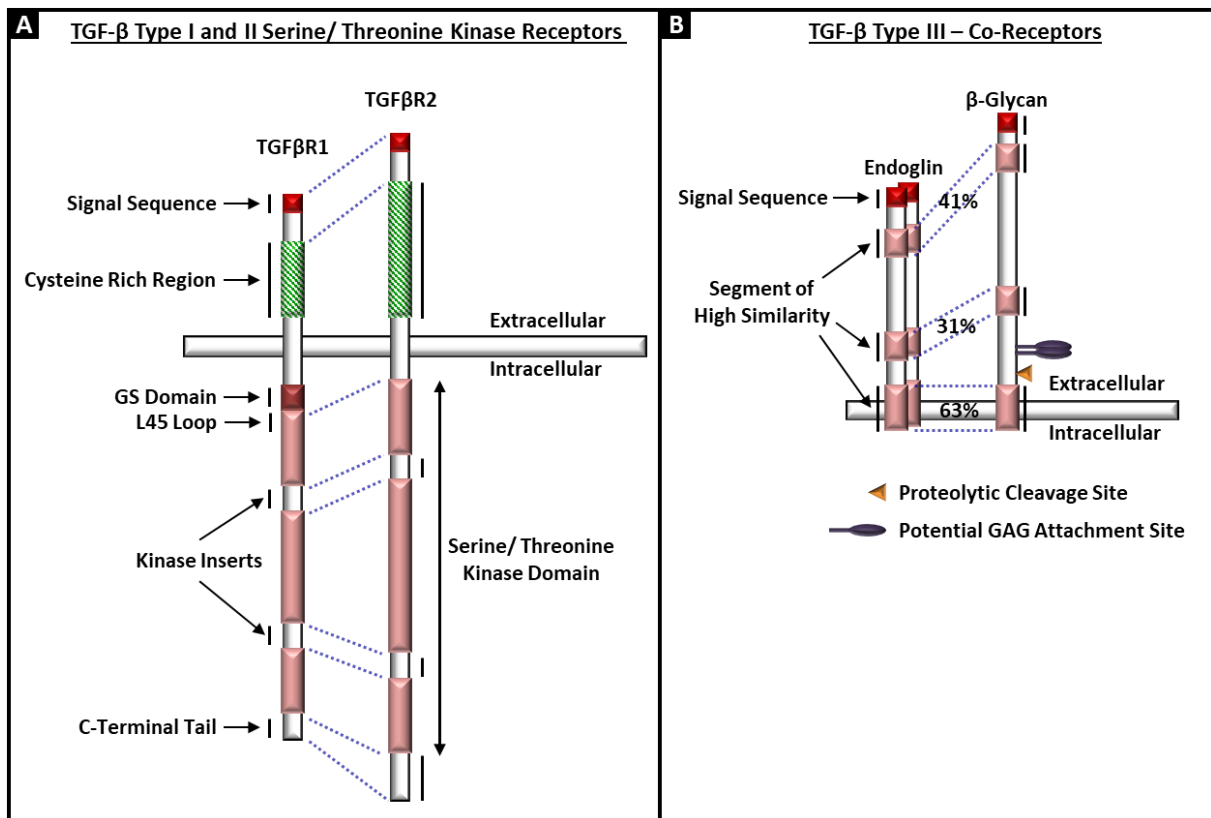 A
TGF-β Type I and II Serine/ Threonine Kinase Receptors
TGFβR2
TGFβR1
Signal Sequence
Cysteine Rich Region
Extracellular
Intracellular
GS Domain
L45 Loop
Kinase Inserts
Serine/ Threonine
Kinase Domain
C-Terminal Tail
B
TGF-β Type III – Co-Receptors
β-Glycan
Endoglin
Signal Sequence
41%
Segment of
High Similarity
31%
Extracellular
63%
Intracellular
Proteolytic Cleavage Site
Potential GAG Attachment Site